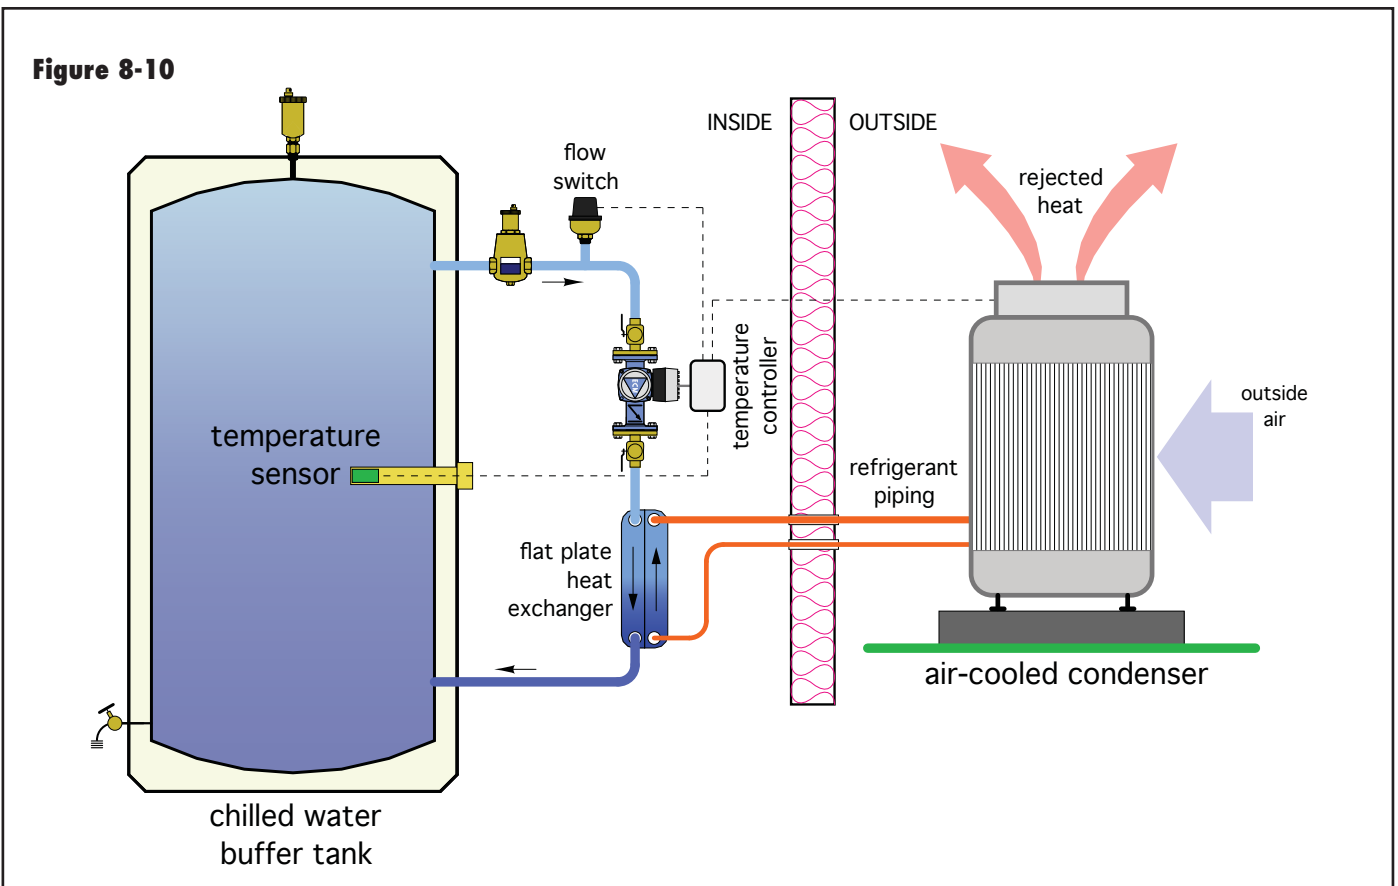 Figure 8-10
INSIDE
OUTSIDE
flow
switch
rejected
heat
temperature
controller
outside
air
temperature
sensor
refrigerant
piping
flat plate
heat
exchanger
air-cooled condenser
chilled water
buffer tank